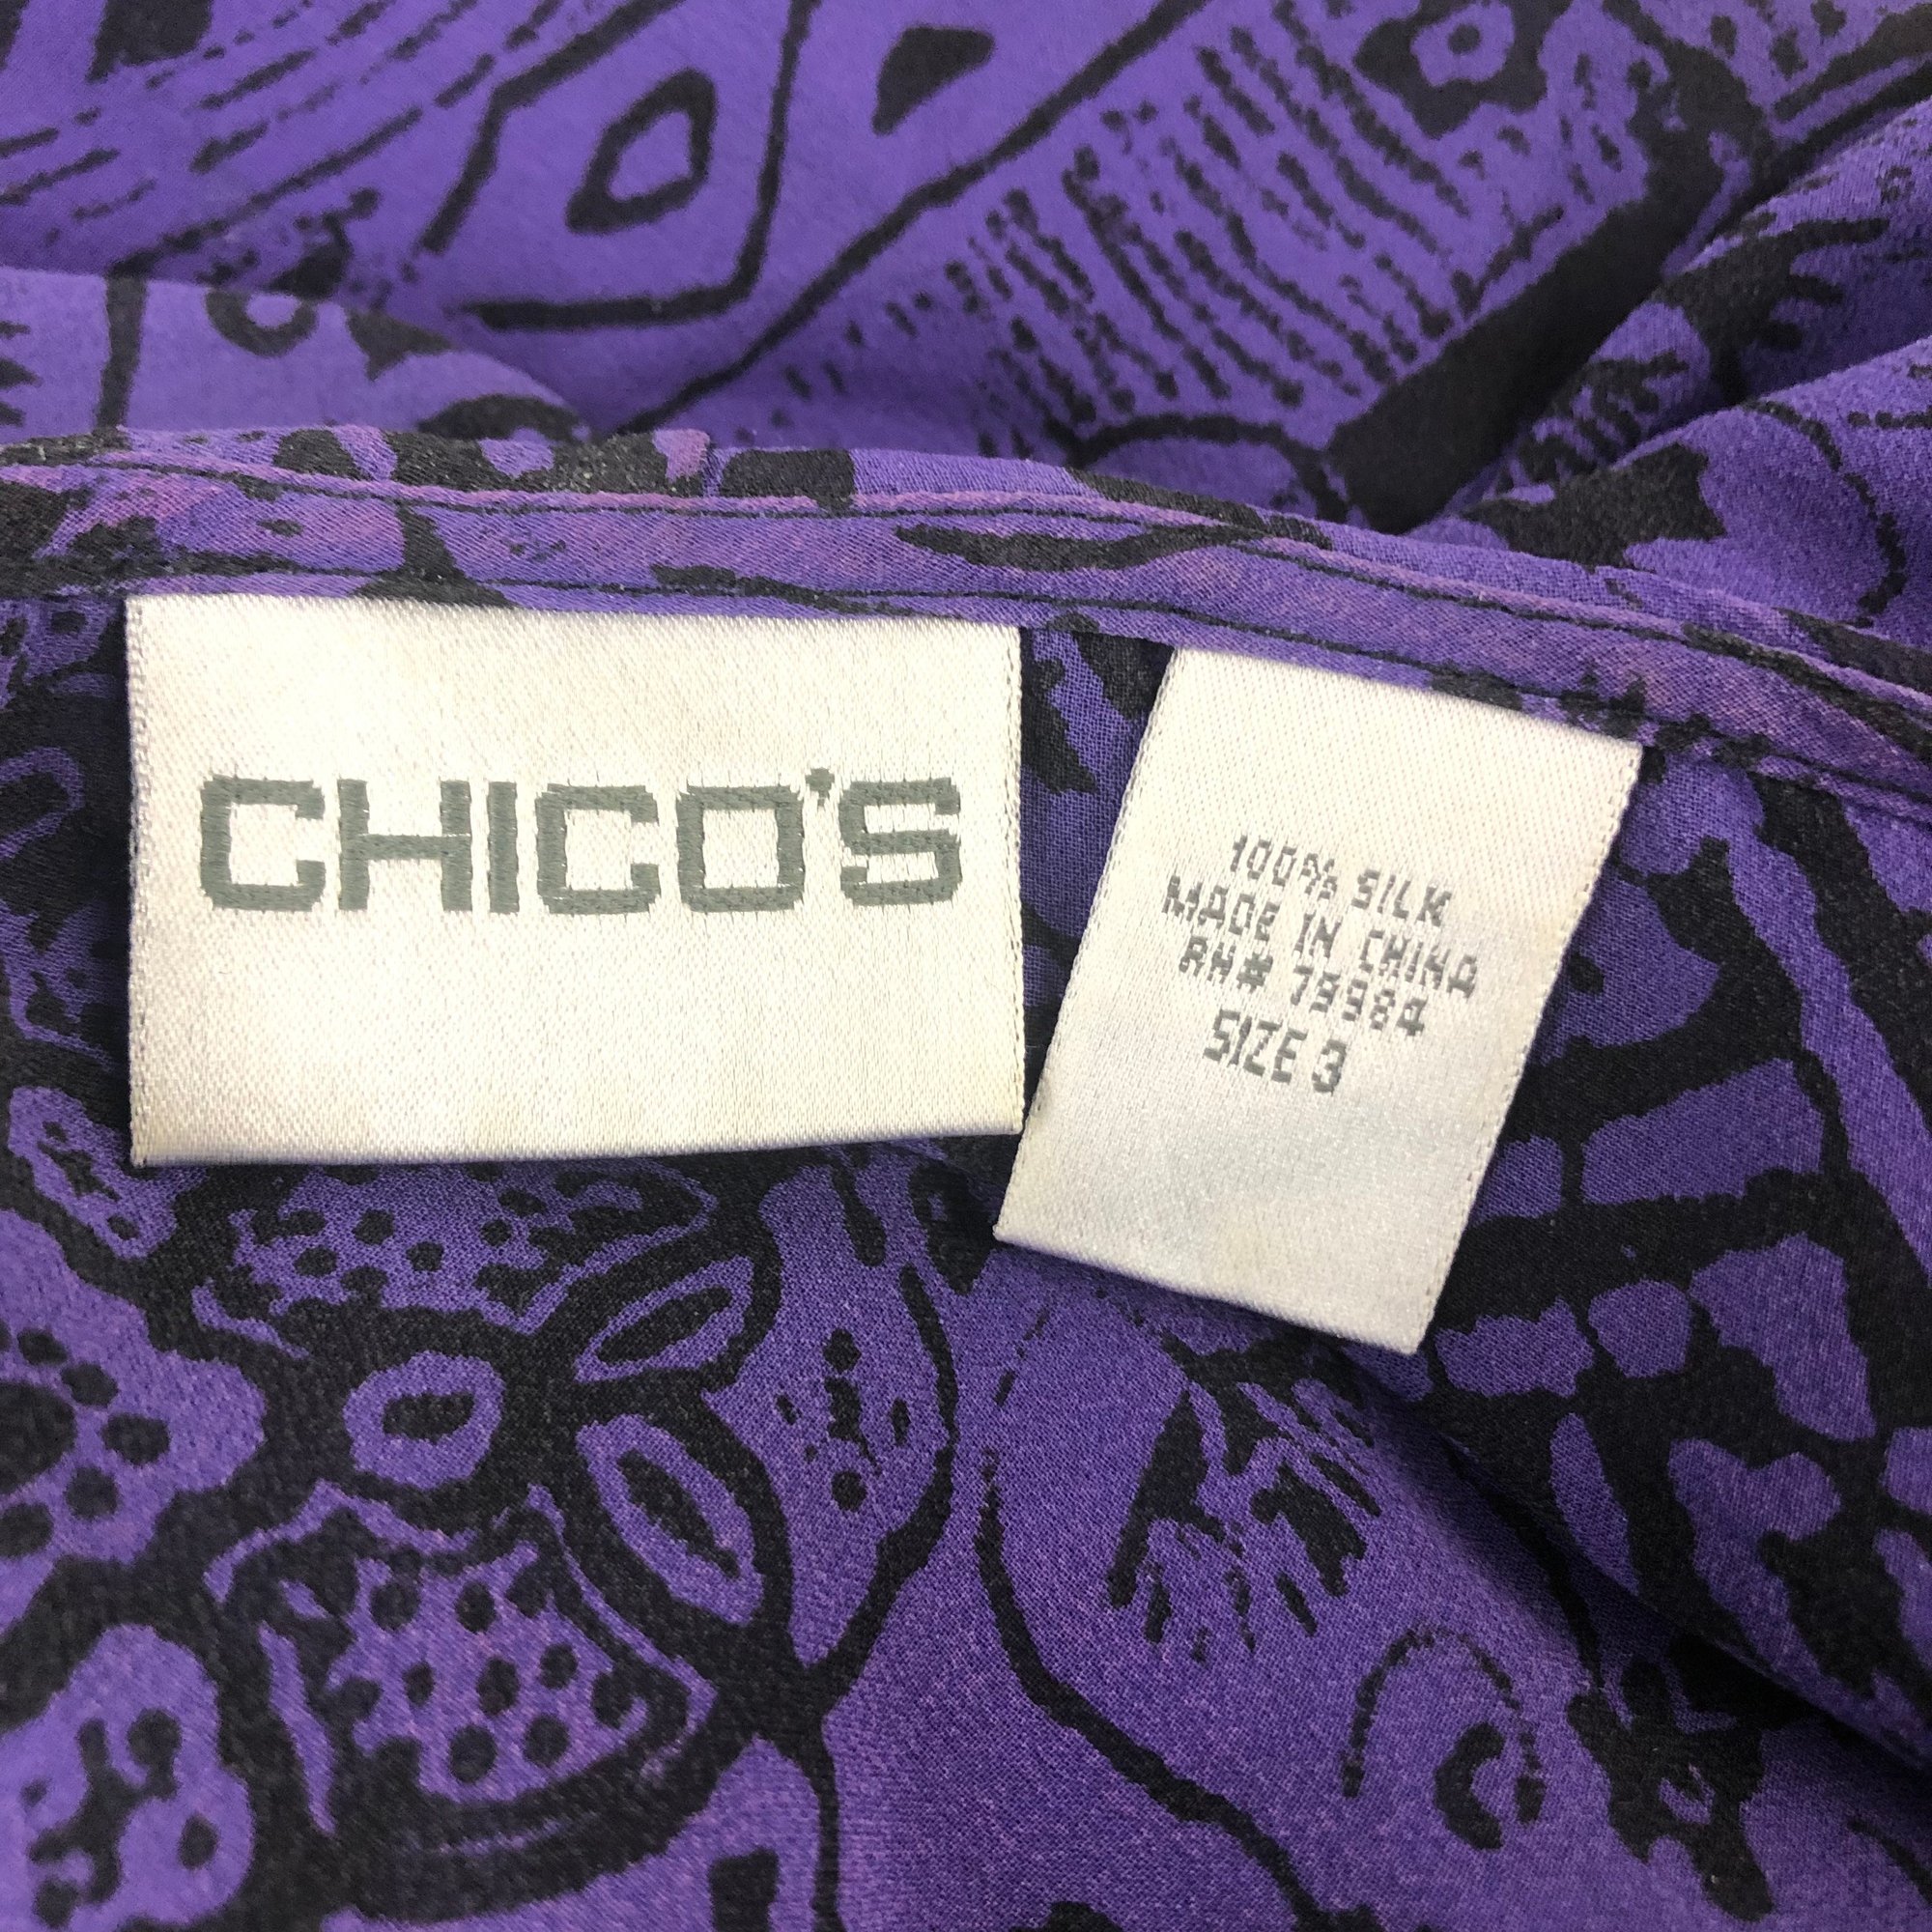 CHICO'S
100% SILK
MADE IN CHINA
RN# 79984
SIZE 3